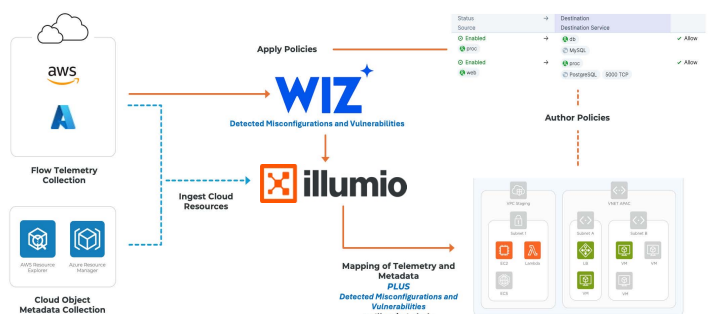 aws
Flow Telemetry
Collection
AWS Resource
Explorer
Azure Resource
Manager
Cloud Object
Metadata Collection
Apply Policies
WIZ
Detected Misconfigurations and Vulnerabilities
illumio
Ingest Cloud
Resources
Mapping of Telemetry and
Metadata
PLUS
Detected Misconfigurations and
Vulnerabilities
Status → Destination
Source Destination Service
Enabled → db Allow
proc MySQL
Enabled → proc Allow
web PostgreSQL 5000 TCP
Author Policies
VPC Staging
Subnet 1
EC2
Lambda
Subnet A
LB
VM
Subnet B
VM
VM
VM